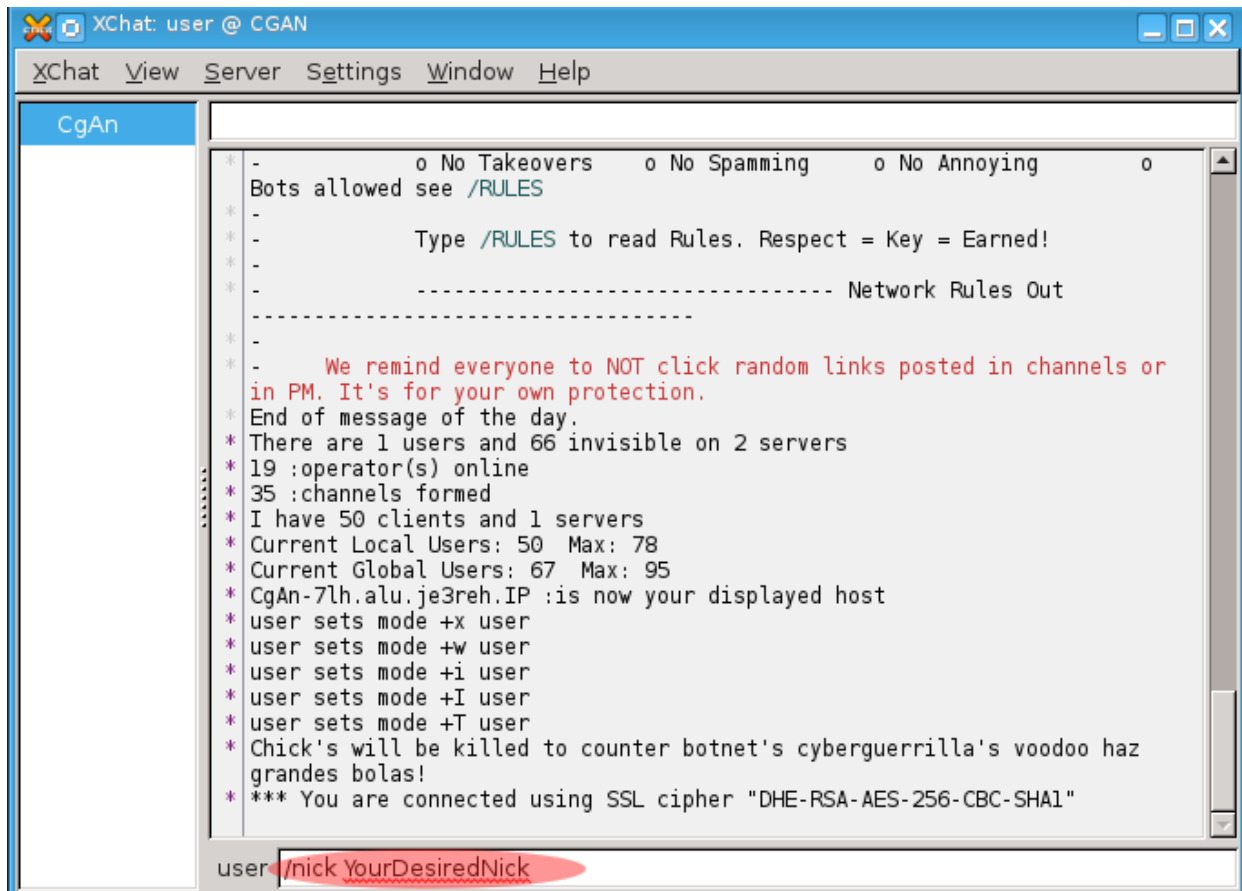 XChat: user @ CGAN
XChat View Server Settings Window Help
CgAn
* - o No Takeovers o No Spamming o No Annoying o
Bots allowed see /RULES
* -
* - Type /RULES to read Rules. Respect = Key = Earned!
* -
* - --------------------------------- Network Rules Out
-----------------------------------
* -
* - We remind everyone to NOT click random links posted in channels or
in PM. It's for your own protection.
* End of message of the day.
* There are 1 users and 66 invisible on 2 servers
* 19 :operator(s) online
* 35 :channels formed
* I have 50 clients and 1 servers
* Current Local Users: 50 Max: 78
* Current Global Users: 67 Max: 95
* CgAn-7lh.alu.je3reh.IP :is now your displayed host
* user sets mode +x user
* user sets mode +w user
* user sets mode +i user
* user sets mode +I user
* user sets mode +T user
* Chick's will be killed to counter botnet's cyberguerrilla's voodoo haz
grandes bolas!
* *** You are connected using SSL cipher "DHE-RSA-AES-256-CBC-SHA1"
user /nick YourDesiredNick